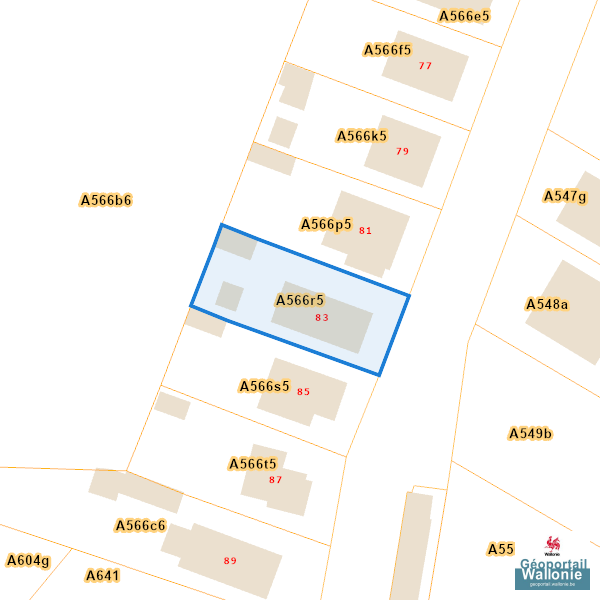 A566e5
A566f5
77
A566k5
79
A566b6
A547g
A566p5
81
A566r5
83
A548a
A566s5
85
A549b
A566t5
87
A566c6
A55
A604g
89
A641
Wallonie
Géoportail
Wallonie
geoportail.wallonie.be